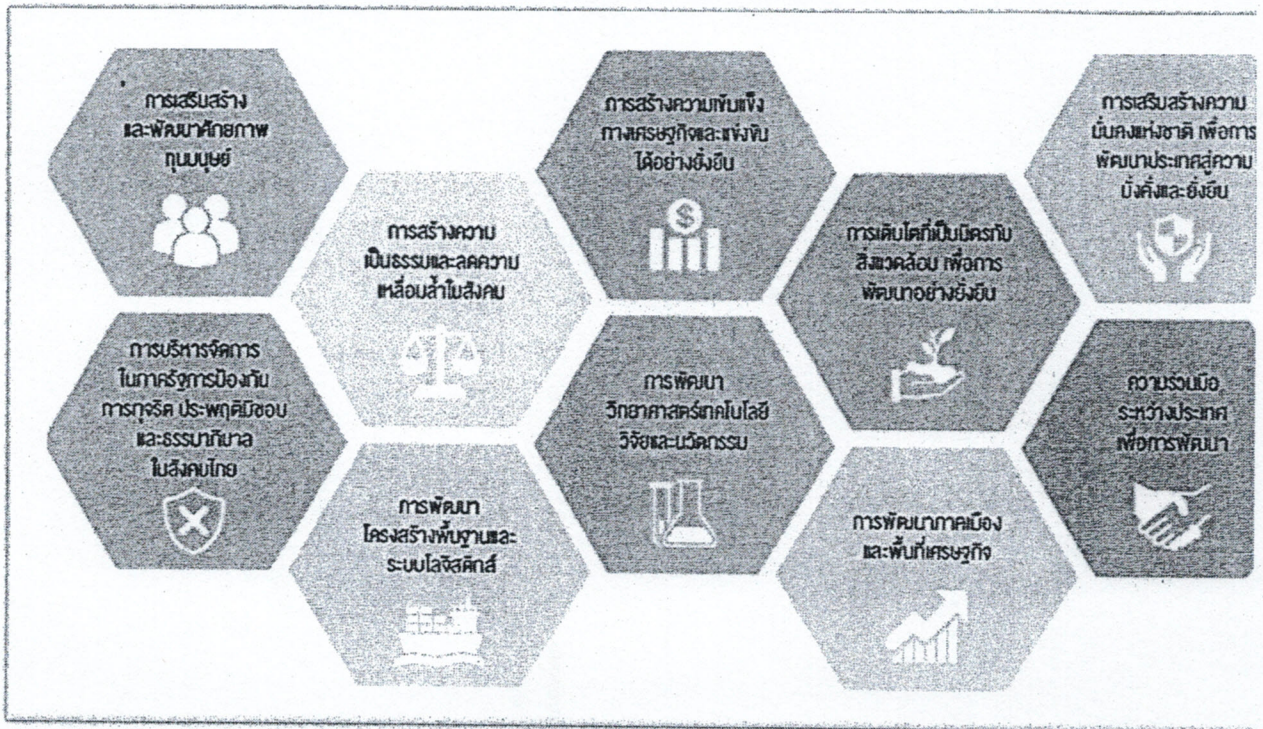 การเสริมสร้าง
และพัฒนาศักยภาพ
ทุนมนุษย์
การสร้างความ
เป็นธรรมและลดความ
เหลื่อมล้ำในสังคม
การสร้างความเข้มแข็ง
ทางเศรษฐกิจและแข่งขัน
ได้อย่างยั่งยืน
การเติบโตที่เป็นมิตรกับ
สิ่งแวดล้อม เพื่อการ
พัฒนาอย่างยั่งยืน
การเสริมสร้างความ
มั่นคงแห่งชาติ เพื่อการ
พัฒนาประเทศสู่ความ
มั่งคั่งและยั่งยืน
การบริหารจัดการ
ในภาครัฐการป้องกัน
การทุจริต ประพฤติมิชอบ
และธรรมาภิบาล
ในสังคมไทย
การพัฒนา
โครงสร้างพื้นฐานและ
ระบบโลจิสติกส์
การพัฒนา
วิทยาศาสตร์เทคโนโลยี
วิจัยและนวัตกรรม
การพัฒนาภาคเมือง
และพื้นที่เศรษฐกิจ
ความร่วมมือ
ระหว่างประเทศ
เพื่อการพัฒนา